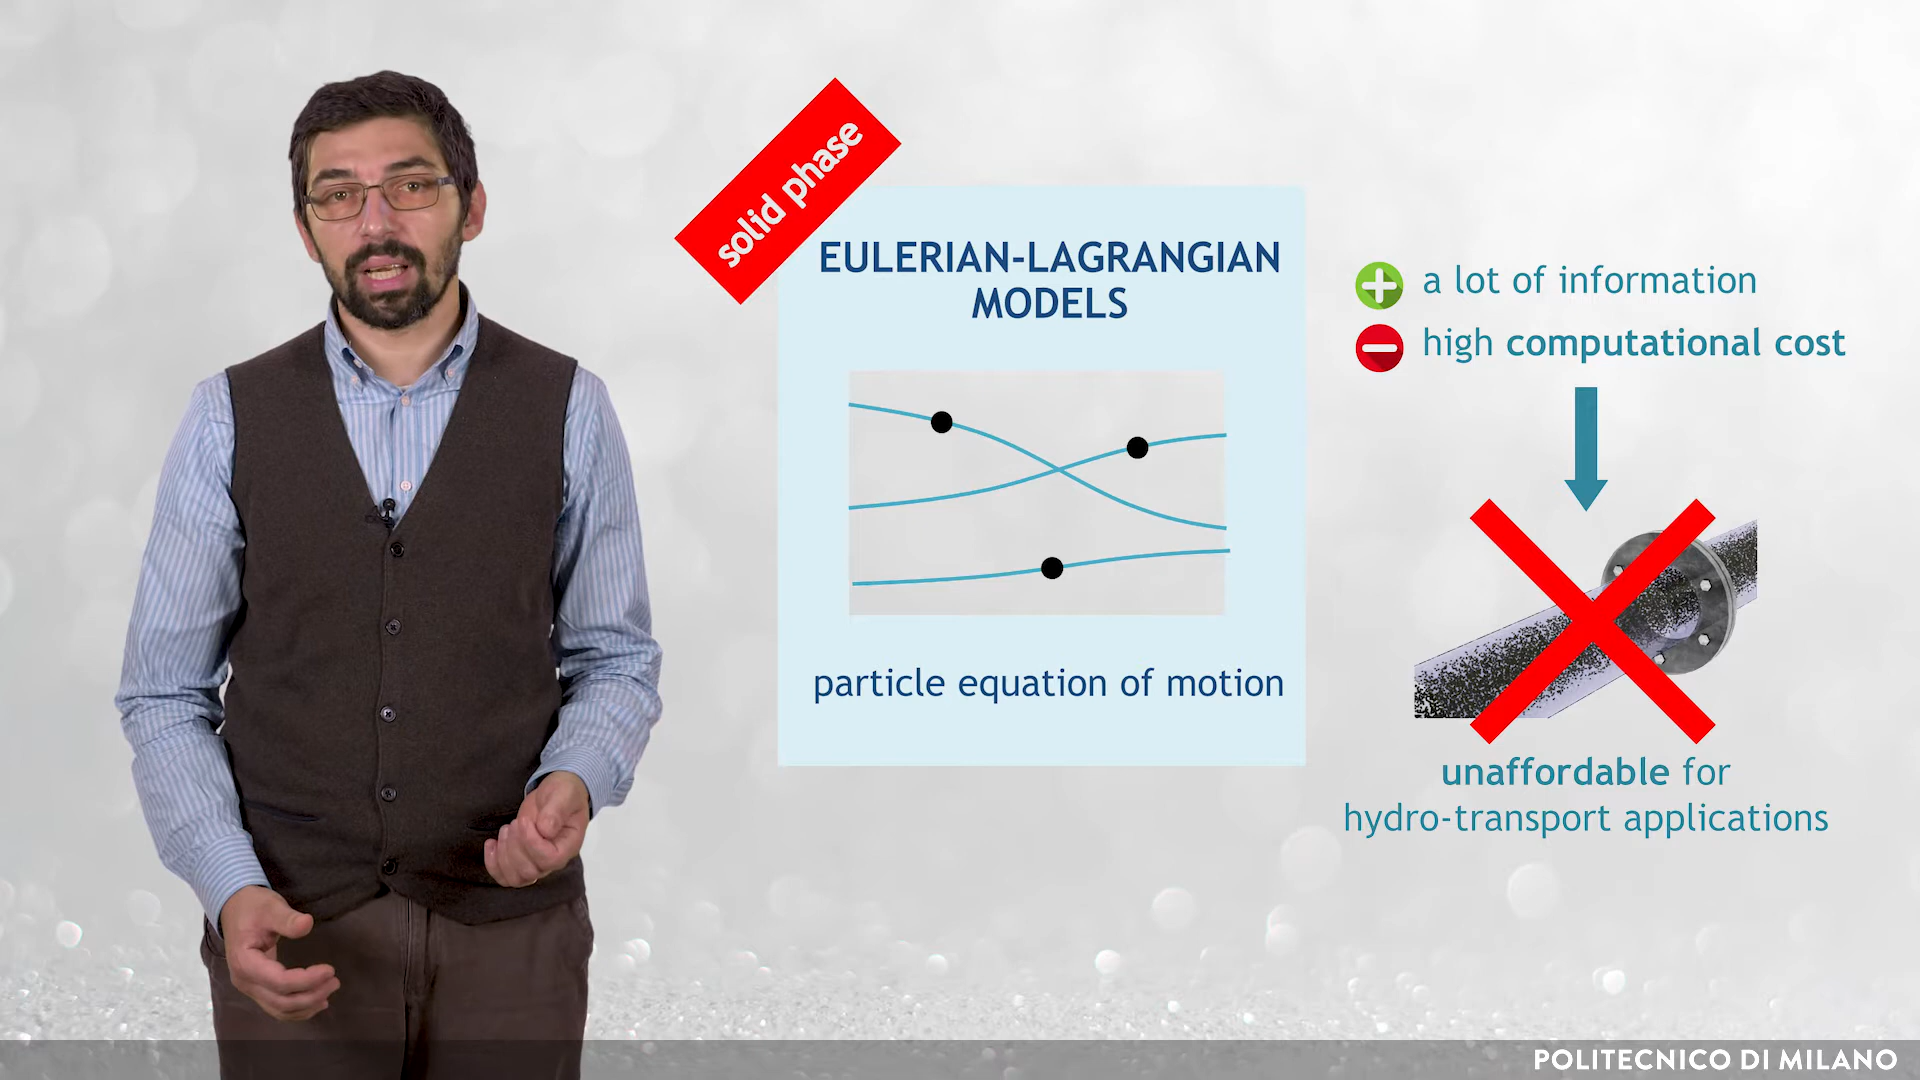 solid phase
EULERIAN-LAGRANGIAN
MODELS
particle equation of motion
a lot of information
high computational cost
unaffordable for
hydro-transport applications
POLITECNICO DI MILANO